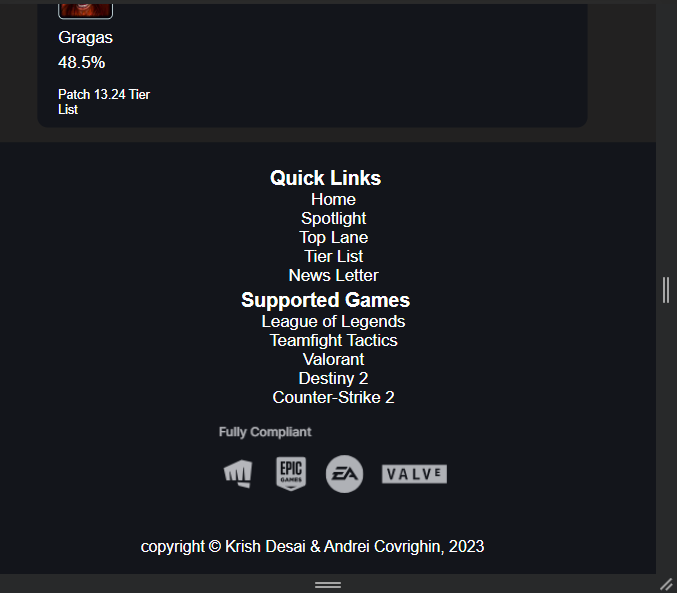 Gragas
48.5%
Patch 13.24 Tier
List
Quick Links
Home
Spotlight
Top Lane
Tier List
News Letter
Supported Games
League of Legends
Teamfight Tactics
Valorant
Destiny 2
Counter-Strike 2
Fully Compliant
EPIC
GAMES
EA
VALVE
copyright © Krish Desai & Andrei Covrighin, 2023